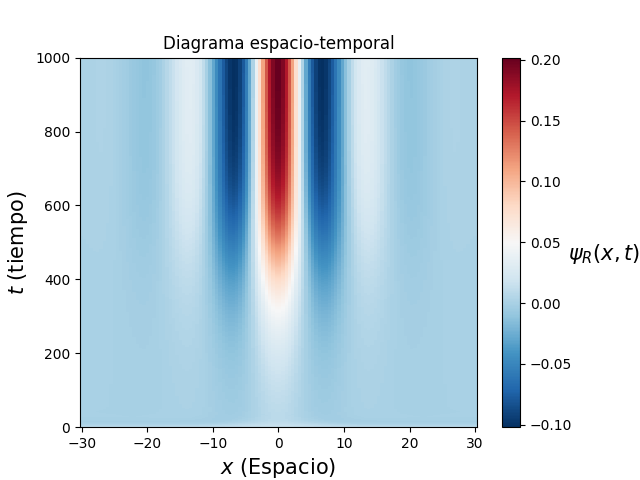 Diagrama espacio-temporal
1000
800
600
400
200
0
t (tiempo)
−30 −20 −10 0 10 20 30
x (Espacio)
0.20
0.15
0.10
0.05
0.00
−0.05
−0.10
ψR(x, t)